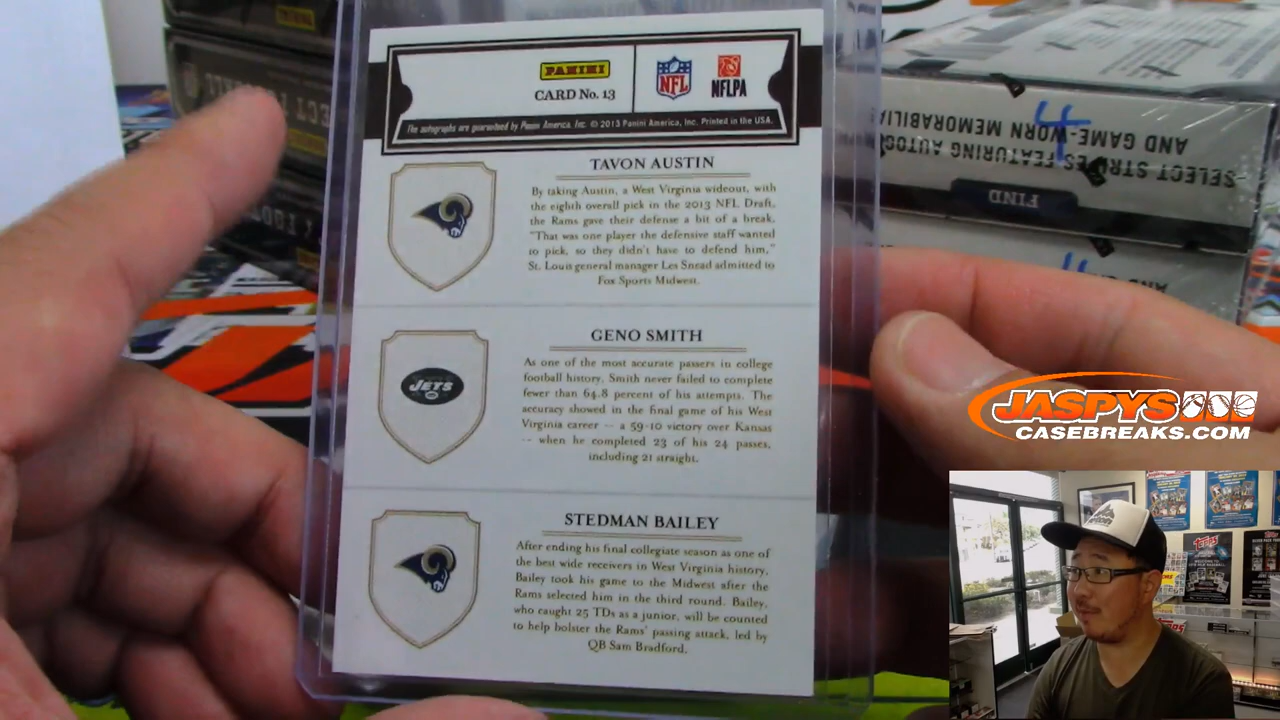 PANINI
CARD No. 13
NFL
NFLPA
The autographs are guaranteed by Panini America, Inc. © 2013 Panini America, Inc. Printed in the USA.
TAVON AUSTIN
By taking Austin, a West Virginia wideout, with
the eighth overall pick in the 2013 NFL Draft,
the Rams gave their defense a bit of a break.
"That was one player the defensive staff wanted
to pick, so they didn't have to defend him,"
St. Louis general manager Les Snead admitted to
Fox Sports Midwest.
GENO SMITH
JETS
As one of the most accurate passers in college
football history, Smith never failed to complete
fewer than 64.8 percent of his attempts. The
accuracy showed in the final game of his West
Virginia career -- a 59-10 victory over Kansas
-- when he completed 23 of his 24 passes,
including 21 straight.
STEDMAN BAILEY
After ending his final collegiate season as one of
the best wide receivers in West Virginia history,
Bailey took his game to the Midwest after the
Rams selected him in the third round. Bailey,
who caught 25 TDs as a junior, will be counted
to help bolster the Rams' passing attack, led by
QB Sam Bradford.
4
AND GAME-WORN MEMORABILIA
SELECT STRIPES FEATURING AUTOG
FIND
JASPYS
CASEBREAKS.COM
TOPPS